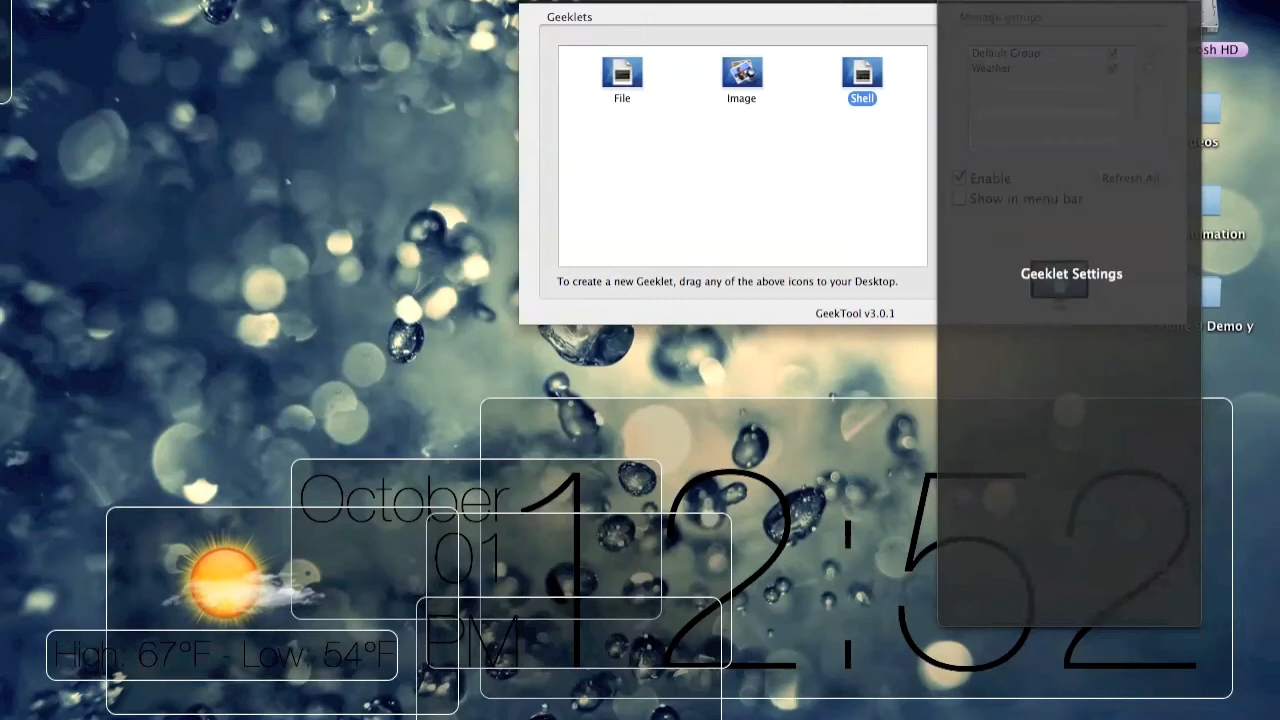 Geeklets
Manage groups
Default Group
Weather
File
Image
Shell
Enable
Refresh All
Show in menu bar
Geeklet Settings
To create a new Geeklet, drag any of the above icons to your Desktop.
GeekTool v3.0.1
HD
Demo y
October
01
PM
12:52
High: 67°F - Low: 54°F